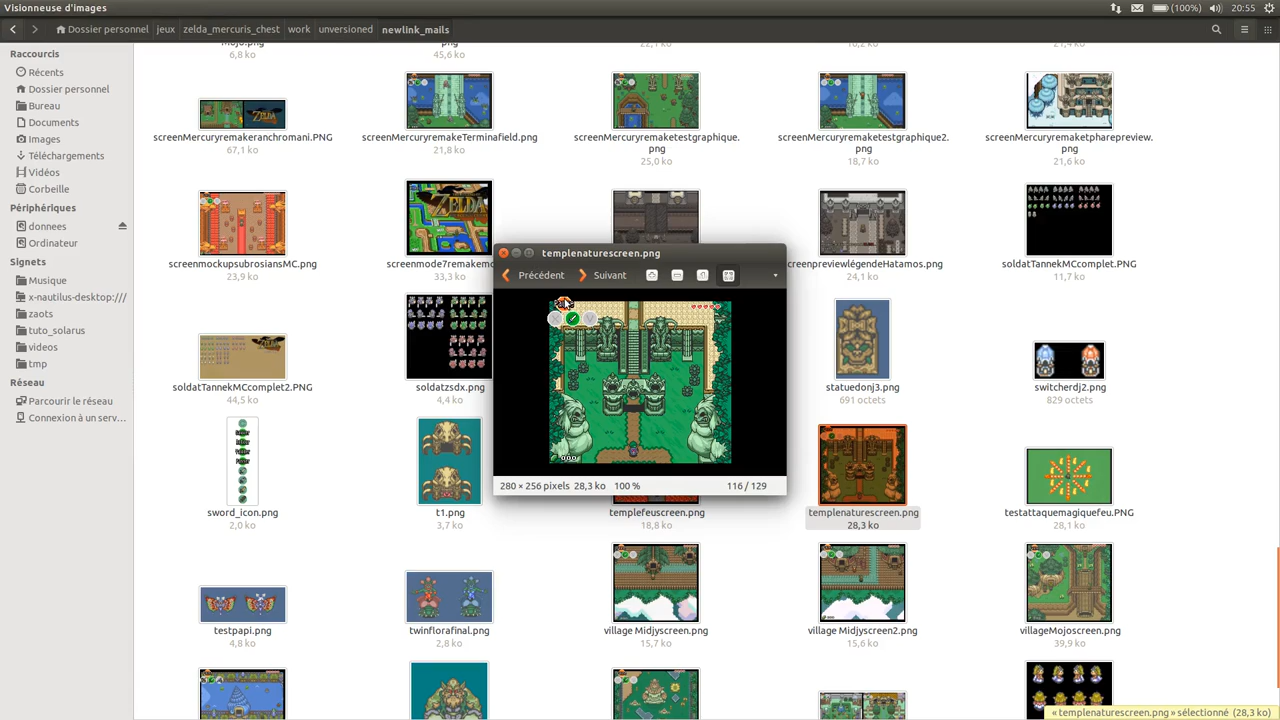 Visionneuse d'images
(100%)
20:55
Dossier personnel
jeux
zelda_mercuris_chest
work
unversioned
newlink_mails
Raccourcis
Récents
Dossier personnel
Bureau
Documents
Images
Téléchargements
Vidéos
Corbeille
Périphériques
donnees
Ordinateur
Signets
Musique
x-nautilus-desktop:///
zaots
tuto_solarus
videos
tmp
Réseau
Parcourir le réseau
Connexion à un serv…
6,8 ko
png
45,6 ko
screenMercuryremakeranchromani.PNG
67,1 ko
screenMercuryremakeTerminafield.png
21,8 ko
screenMercuryremaketestgraphique.
png
25,0 ko
screenMercuryremaketestgraphique2.
png
18,7 ko
screenMercuryremaketpharepreview.
png
21,6 ko
screenmockupsubrosiansMC.png
23,9 ko
screenmode7remakem
33,3 ko
creenpreviewlégendeHatamos.png
24,1 ko
soldatTannekMCcomplet.PNG
11,7 ko
templenaturescreen.png
Précédent
Suivant
280 × 256 pixels 28,3 ko 100 %
116 / 129
soldatTannekMCcomplet2.PNG
44,5 ko
soldatzsdx.png
4,4 ko
statuedonj3.png
691 octets
switcherdj2.png
829 octets
sword_icon.png
2,0 ko
t1.png
3,7 ko
templefeuscreen.png
18,8 ko
templenaturescreen.png
28,3 ko
testattaquemagiquefeu.PNG
28,1 ko
testpapi.png
4,8 ko
twinflorafinal.png
2,8 ko
village Midjyscreen.png
15,7 ko
village Midjyscreen2.png
15,6 ko
villageMojoscreen.png
39,9 ko
« templenaturescreen.png » sélectionné (28,3 ko)